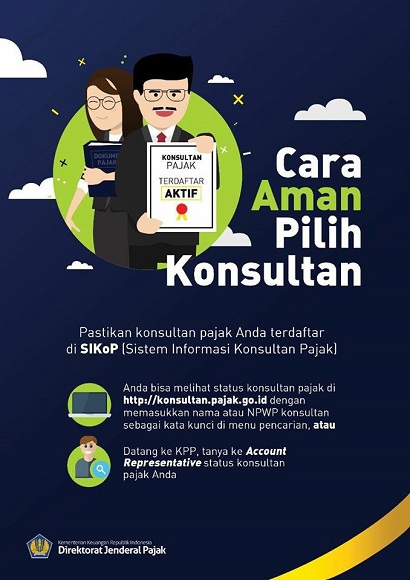 DOKUMEN
PAJAK
KONSULTAN
PAJAK
TERDAFTAR
AKTIF
Cara
Aman
Pilih
Konsultan
Pastikan konsultan pajak Anda terdaftar
di SIKoP (Sistem Informasi Konsultan Pajak)
Anda bisa melihat status konsultan pajak di
http://konsultan.pajak.go.id dengan
memasukkan nama atau NPWP konsultan
sebagai kata kunci di menu pencarian, atau
Datang ke KPP, tanya ke Account
Representative status konsultan
pajak Anda
Kementerian Keuangan Republik Indonesia
Direktorat Jenderal Pajak